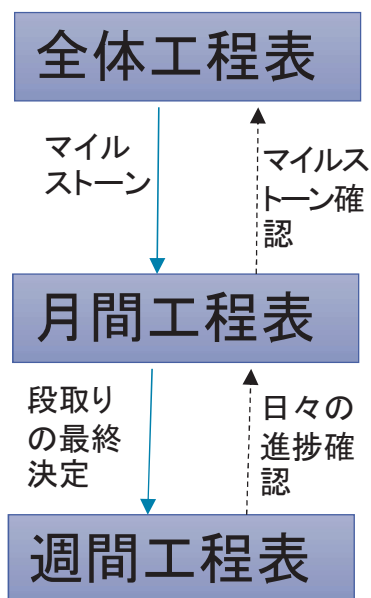 全体工程表
マイル
ストーン
マイルス
トーン確
認
月間工程表
段取り
の最終
決定
日々の
進捗確
認
週間工程表